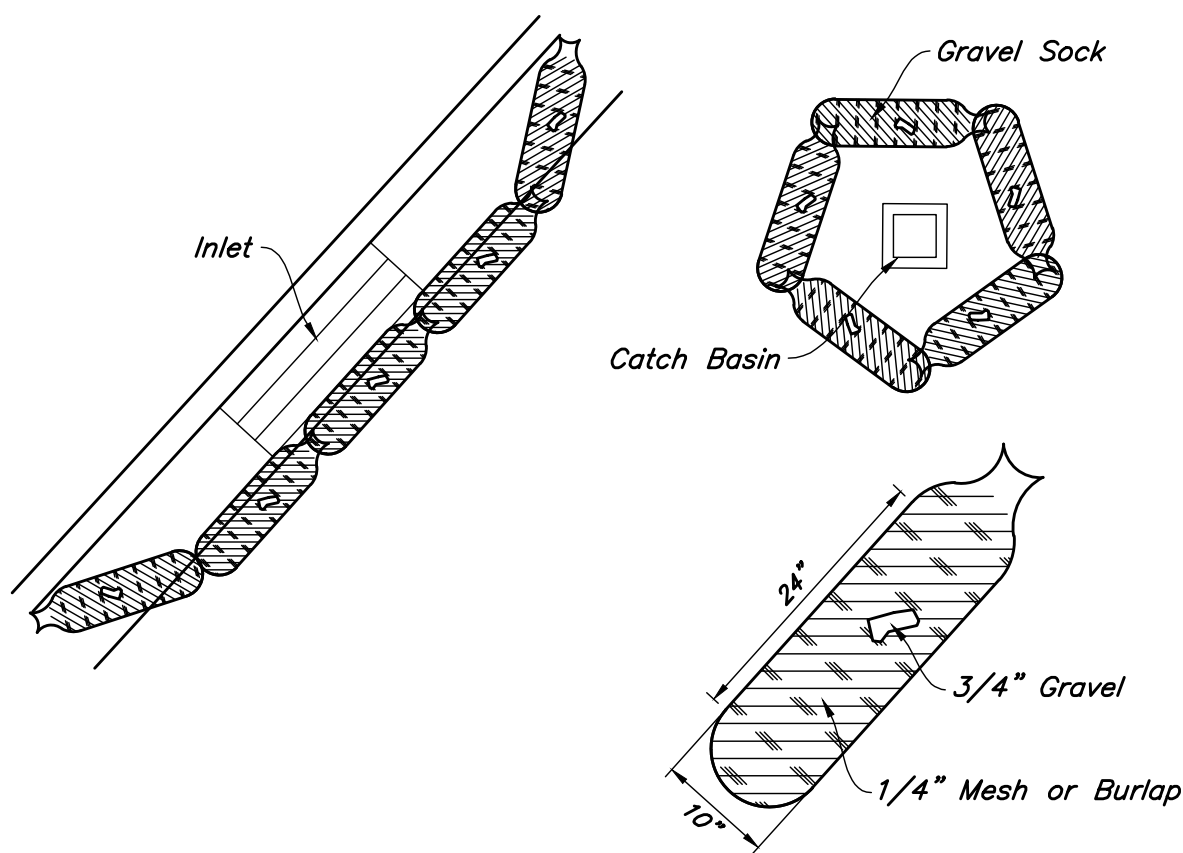 Gravel Sock
Inlet
Catch Basin
24”
3/4” Gravel
1/4” Mesh or Burlap
10”